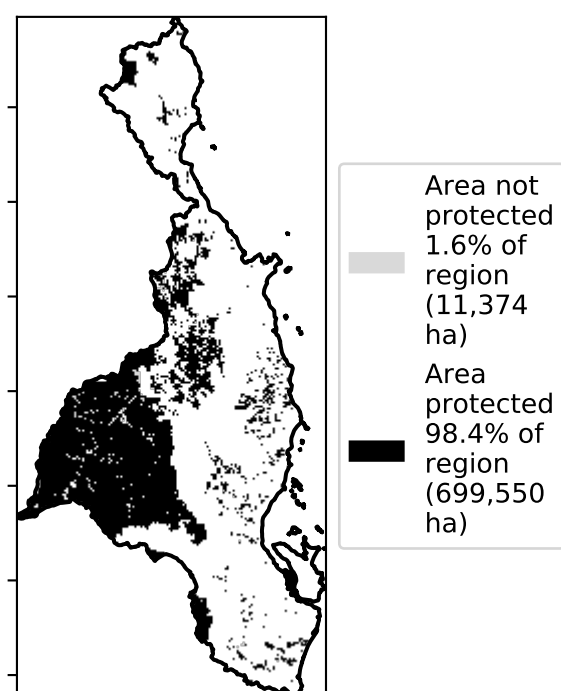 Area not
protected
1.6% of
region
(11,374
ha)
Area
protected
98.4% of
region
(699,550
ha)